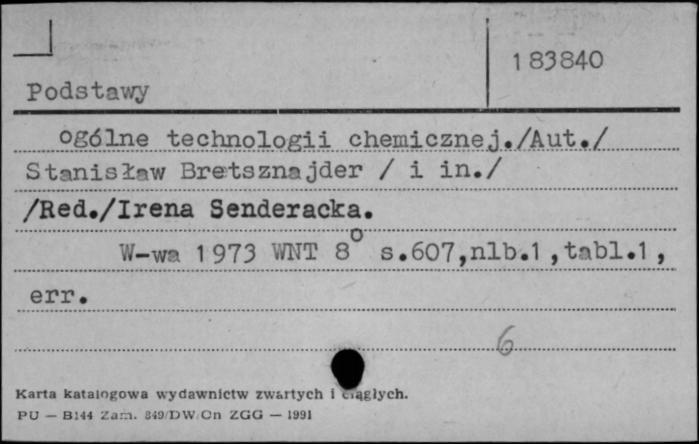 183840
Podstawy
ogólne technologii chemicznej./Aut./
Stanisław Bretsznajder / i in./
/Red./Irena Senderacka.
W-wa 1973 WNT 8° s.607,nlb.1,tabl.1,
err.
6
Karta katalogowa wydawnictw zwartych i ciągłych.
PU — B144 Zam. 849/DW/On ZGG — 1991